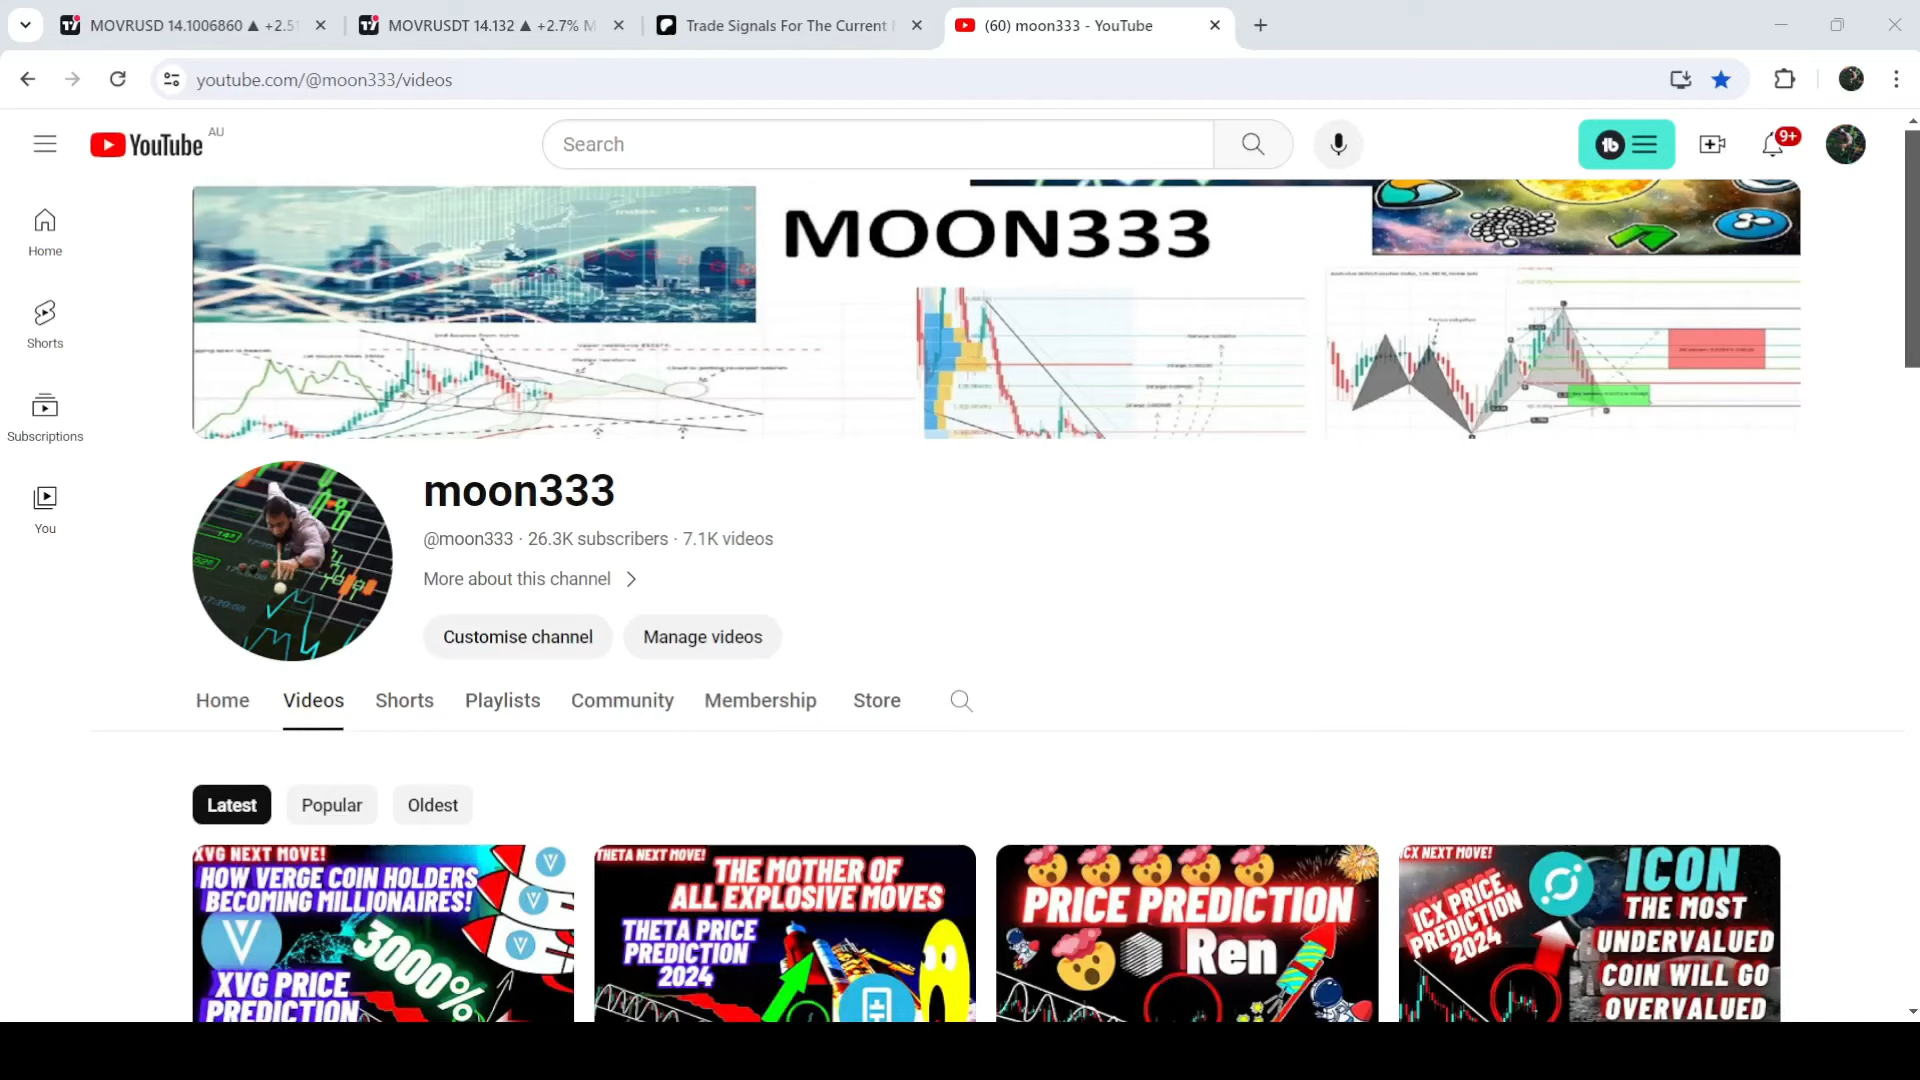 MOVRUSD 14.1006860 ▲ +2.51
MOVRUSDT 14.132 ▲ +2.7% M
Trade Signals For The Current
(60) moon333 - YouTube
youtube.com/@moon333/videos
YouTube AU
Search
9+
Home
Shorts
Subscriptions
You
MOON333
moon333
@moon333 · 26.3K subscribers · 7.1K videos
More about this channel
Customise channel
Manage videos
Home
Videos
Shorts
Playlists
Community
Membership
Store
Latest
Popular
Oldest
XVG NEXT MOVE!
HOW VERGE COIN HOLDERS
BECOMING MILLIONAIRES!
3000%
XVG PRICE
PREDICTION
THETA NEXT MOVE!
THE MOTHER OF
ALL EXPLOSIVE MOVES
THETA PRICE
PREDICTION
2024
PRICE PREDICTION
Ren
ICX NEXT MOVE!
ICX PRICE
PREDICTION
2024
ICON
THE MOST
UNDERVALUED
COIN WILL GO
OVERVALUED